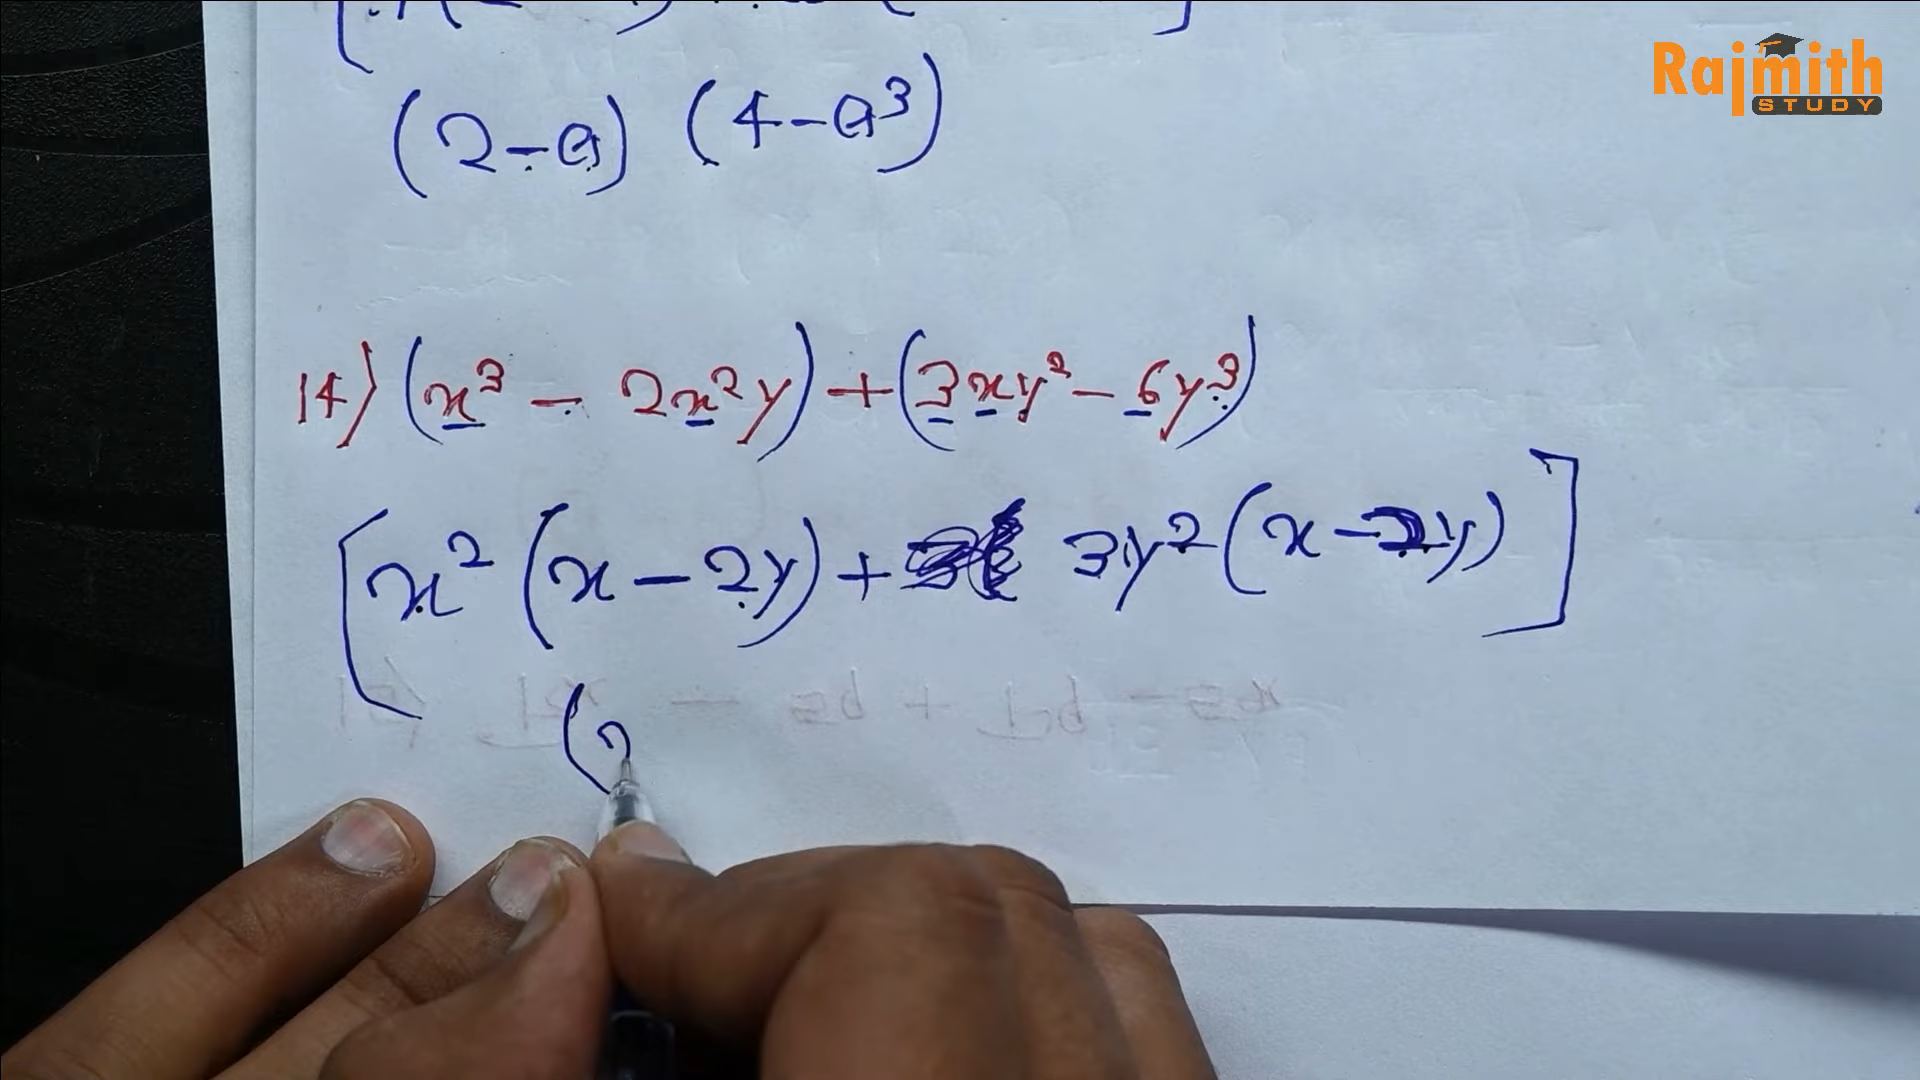 Rajmith
STUDY
(2-a) (4-a³)
14) (x³ - 2x²y) + (3xy² - 6y³)
[x² (x - 2y) + 3y² (x - 2y)]
(